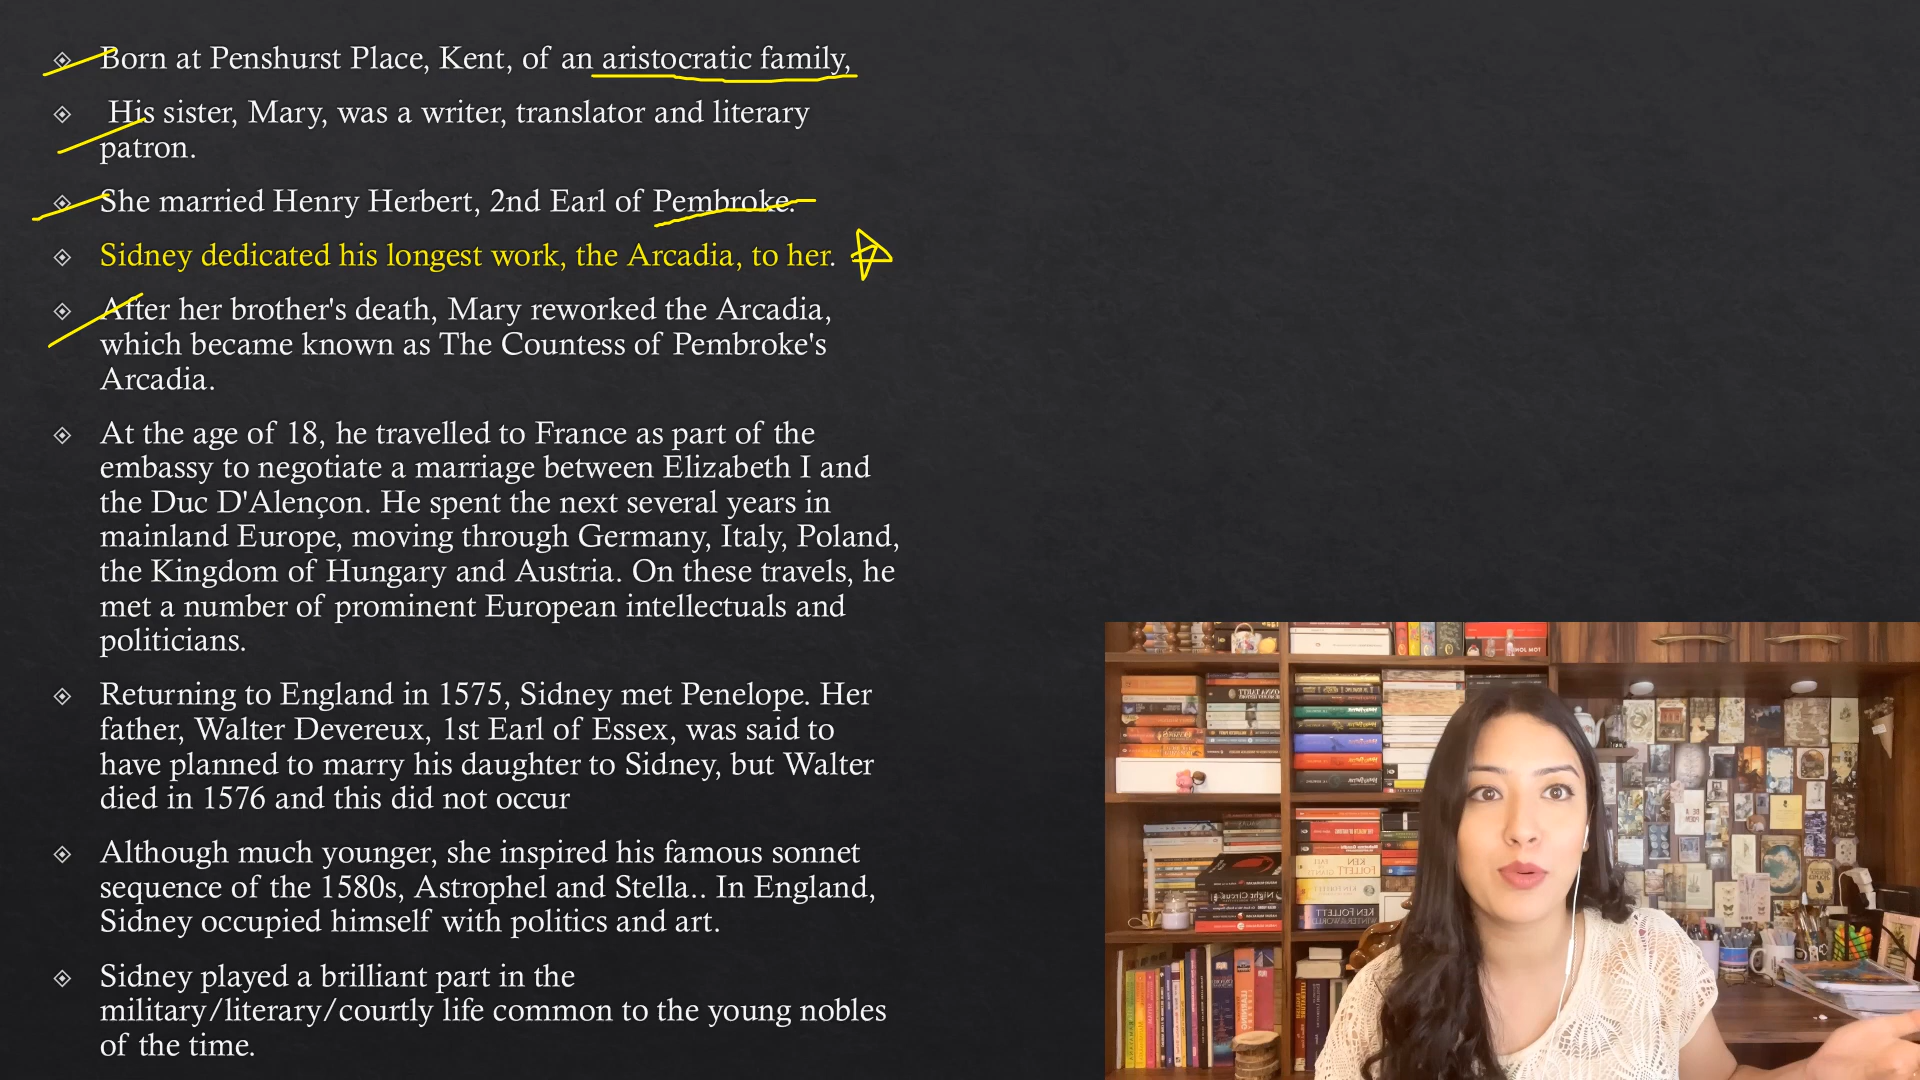 Born at Penshurst Place, Kent, of an aristocratic family,
His sister, Mary, was a writer, translator and literary
patron.
She married Henry Herbert, 2nd Earl of Pembroke.
Sidney dedicated his longest work, the Arcadia, to her.
After her brother's death, Mary reworked the Arcadia,
which became known as The Countess of Pembroke's
Arcadia.
At the age of 18, he travelled to France as part of the
embassy to negotiate a marriage between Elizabeth I and
the Duc D'Alençon. He spent the next several years in
mainland Europe, moving through Germany, Italy, Poland,
the Kingdom of Hungary and Austria. On these travels, he
met a number of prominent European intellectuals and
politicians.
Returning to England in 1575, Sidney met Penelope. Her
father, Walter Devereux, 1st Earl of Essex, was said to
have planned to marry his daughter to Sidney, but Walter
died in 1576 and this did not occur
Although much younger, she inspired his famous sonnet
sequence of the 1580s, Astrophel and Stella.. In England,
Sidney occupied himself with politics and art.
Sidney played a brilliant part in the
military/literary/courtly life common to the young nobles
of the time.
KEN
FOLLETT
KEN FOLLETT